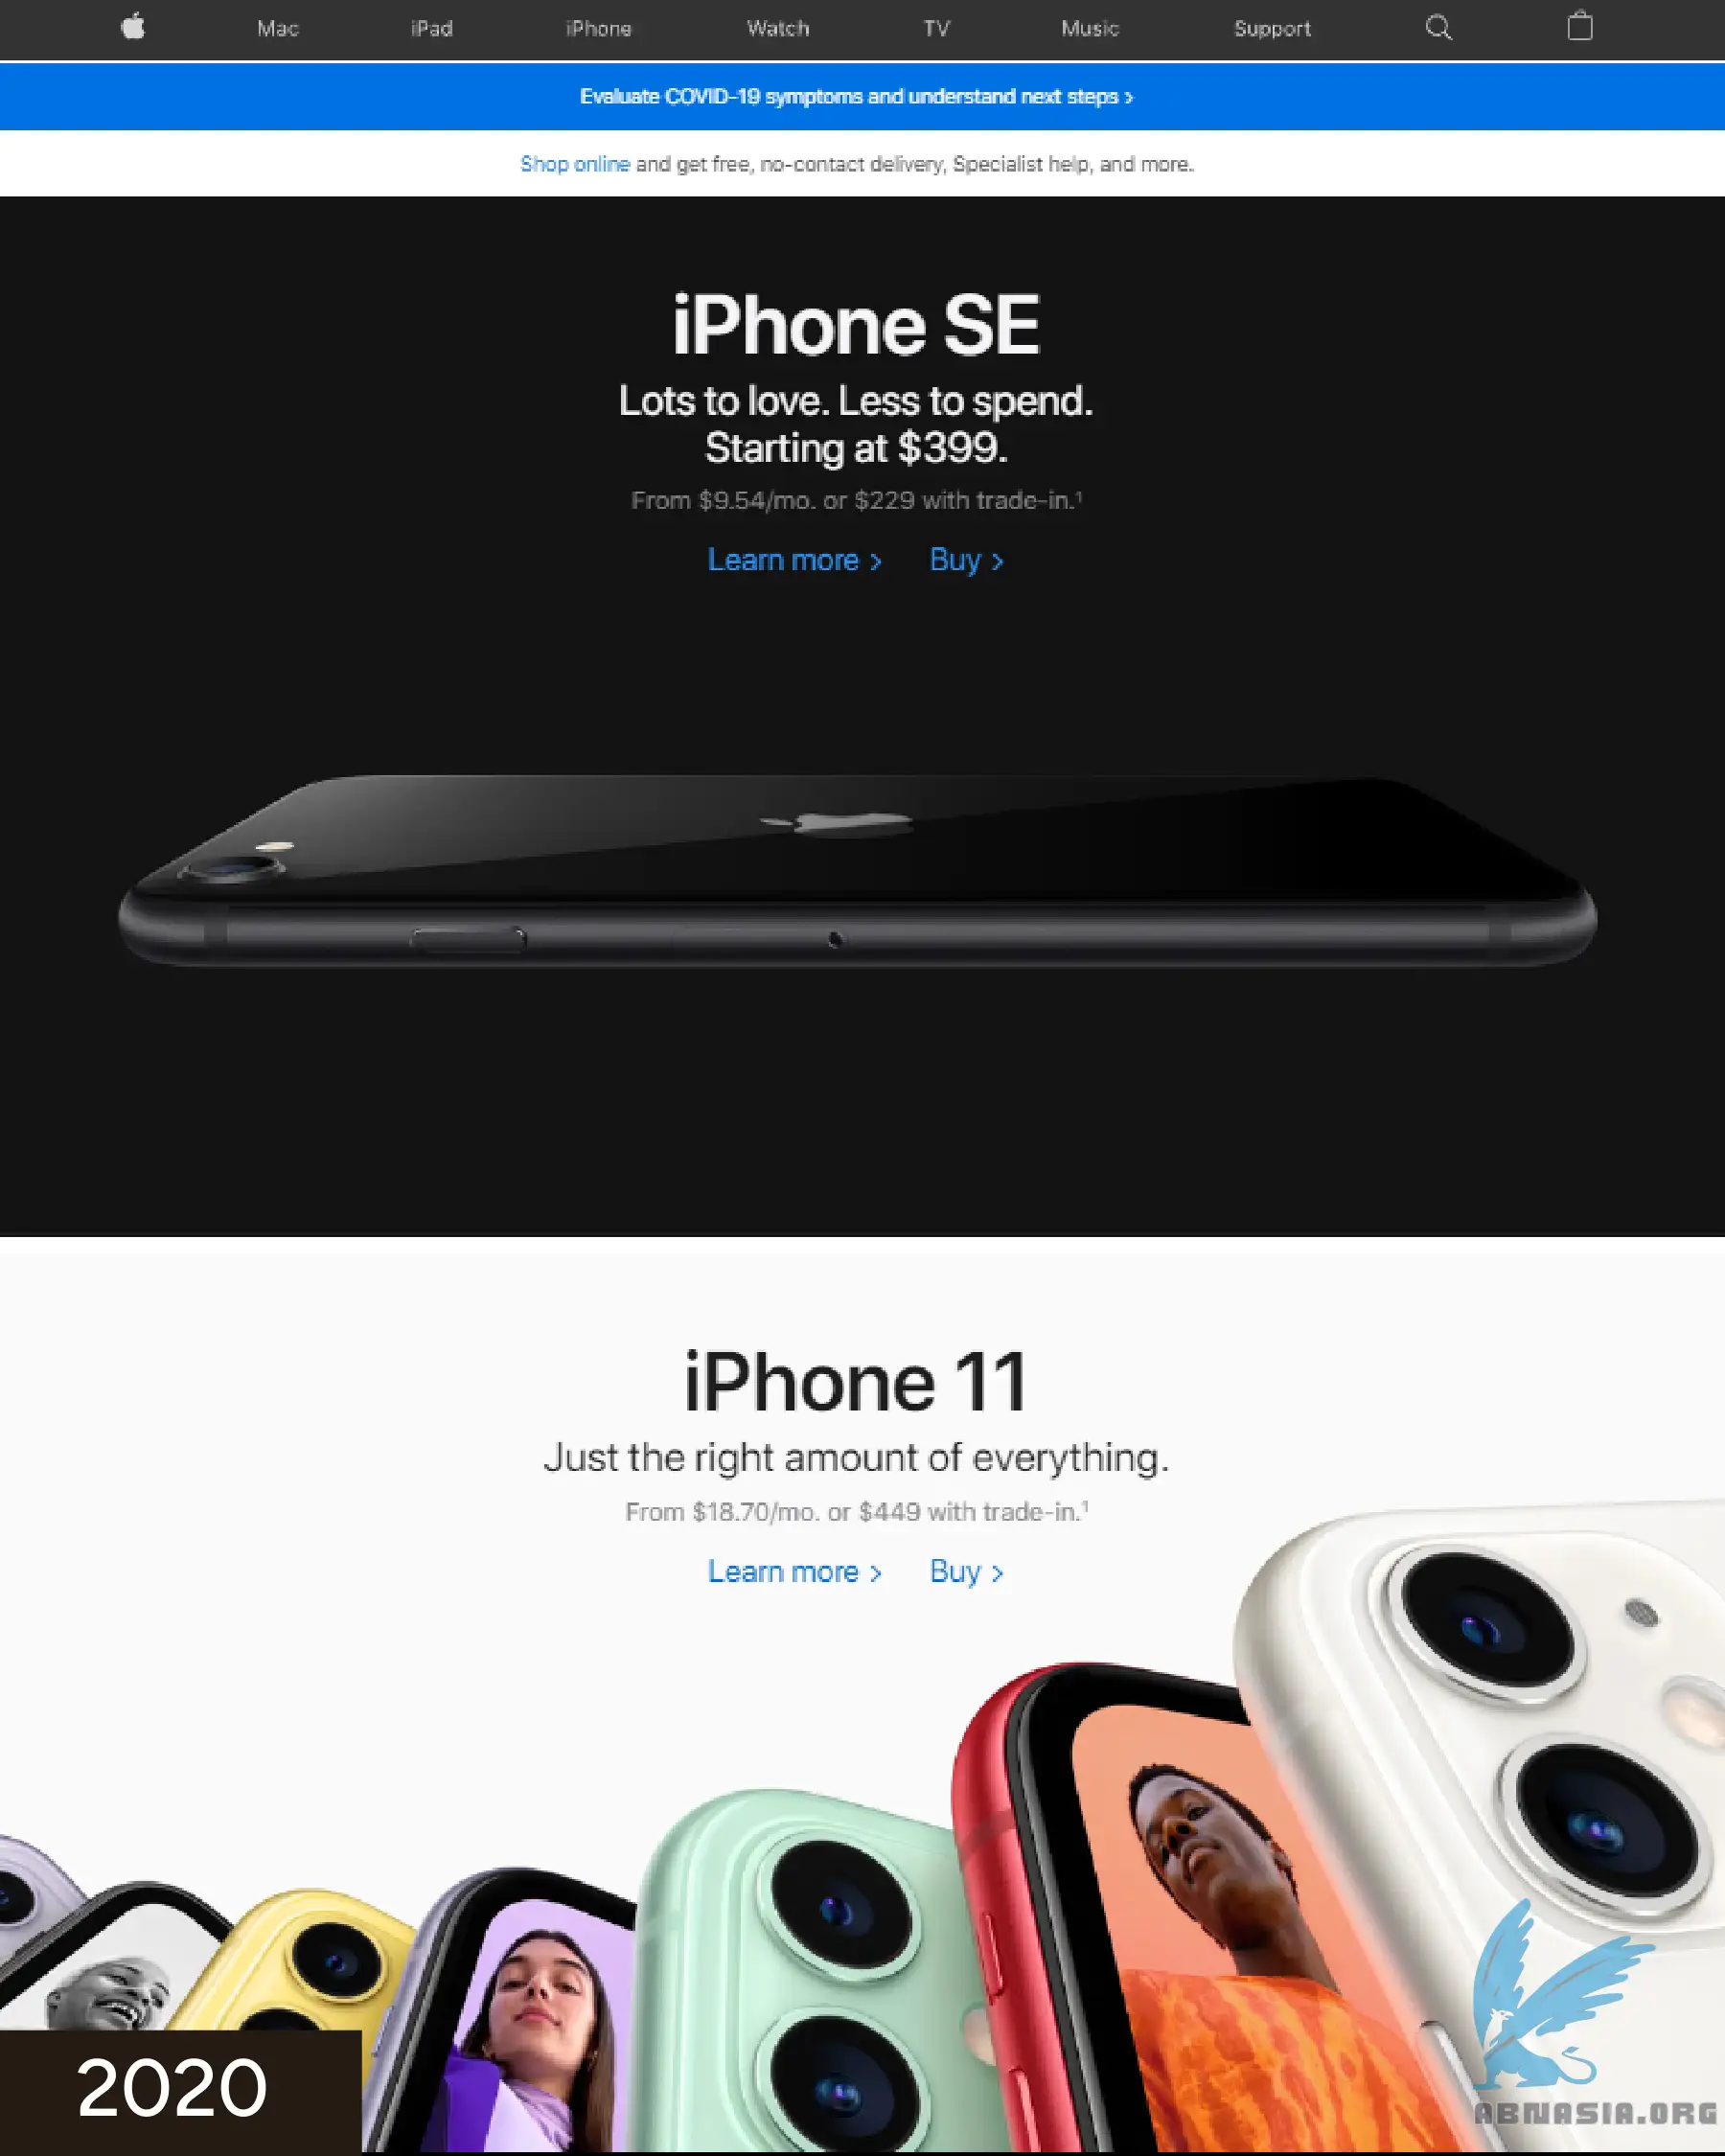 Mac iPad iPhone Watch TV Music Support
Evaluate COVID-19 symptoms and understand next steps >
Shop online and get free, no-contact delivery, Specialist help, and more.
iPhone SE
Lots to love. Less to spend.
Starting at $399.
From $9.54/mo. or $229 with trade-in.¹
Learn more > Buy >
iPhone 11
Just the right amount of everything.
From $18.70/mo. or $449 with trade-in.¹
Learn more > Buy >
2020
ABNASIA.ORG